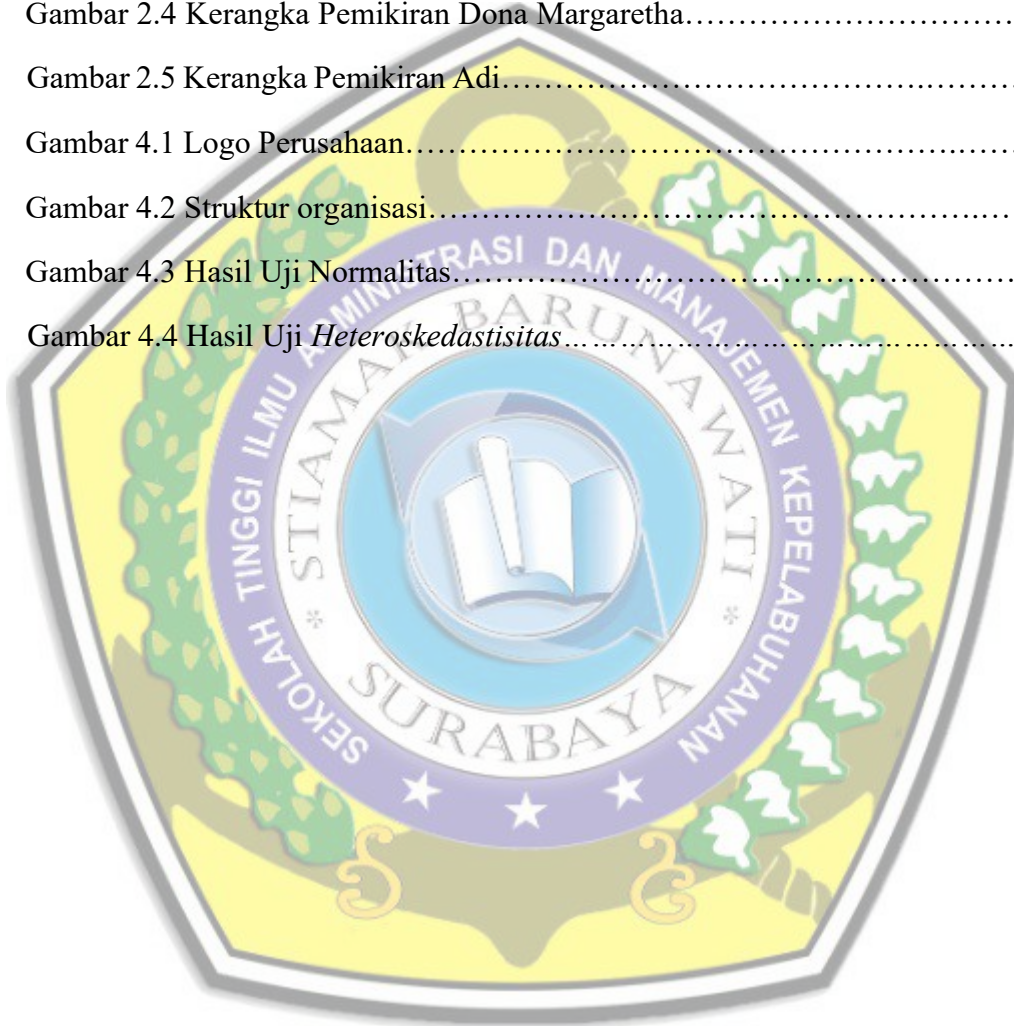 Gambar 2.4 Kerangka Pemikiran Dona Margaretha…………………………
Gambar 2.5 Kerangka Pemikiran Adi……………………………………..………
Gambar 4.1 Logo Perusahaan……………………………………………….……
Gambar 4.2 Struktur organisasi………………………………………………….…
Gambar 4.3 Hasil Uji Normalitas…………………………………………………
Gambar 4.4 Hasil Uji Heteroskedastisitas………………………………………...
SEKOLAH TINGGI ILMU ADMINISTRASI DAN MANAJEMEN KEPELABUHANAN
STIAMAK BARUNAWATI
* SURABAYA *